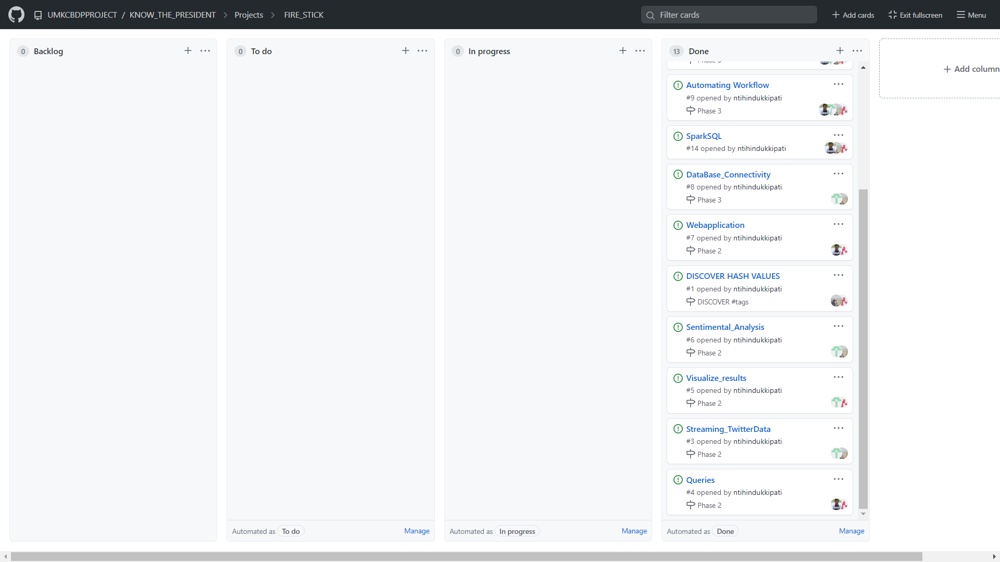 UMKCBDPPROJECT / KNOW_THE_PRESIDENT Projects FIRE_STICK
Filter cards
Add cards
Exit fullscreen
Menu
0 Backlog
0 To do
Automated as To do
Manage
0 In progress
Automated as In progress
Manage
13 Done
Automating Workflow
#9 opened by ntihindukkipati
Phase 3
SparkSQL
#14 opened by ntihindukkipati
DataBase_Connectivity
#8 opened by ntihindukkipati
Phase 3
Webapplication
#7 opened by ntihindukkipati
Phase 2
DISCOVER HASH VALUES
#1 opened by ntihindukkipati
DISCOVER #tags
Sentimental_Analysis
#6 opened by ntihindukkipati
Phase 2
Visualize_results
#5 opened by ntihindukkipati
Phase 2
Streaming_TwitterData
#3 opened by ntihindukkipati
Phase 2
Queries
#4 opened by ntihindukkipati
Phase 2
Automated as Done
Manage
Add column